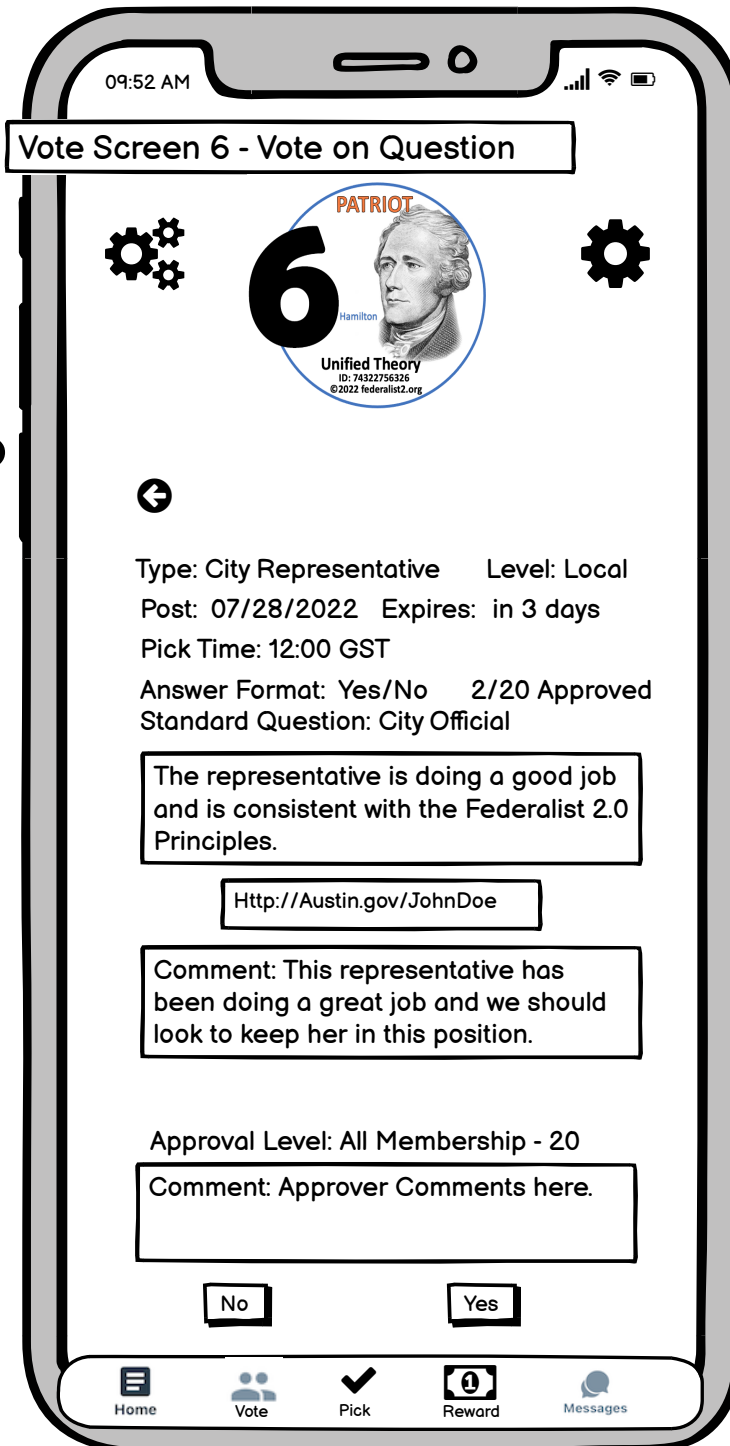 09:52 AM
Vote Screen 6 - Vote on Question
PATRIOT
6
Hamilton
Unified Theory
ID: 74322756326
©2022 federalist2.org
Type: City Representative Level: Local
Post: 07/28/2022 Expires: in 3 days
Pick Time: 12:00 GST
Answer Format: Yes/No 2/20 Approved
Standard Question: City Official
The representative is doing a good job
and is consistent with the Federalist 2.0
Principles.
Http://Austin.gov/JohnDoe
Comment: This representative has
been doing a great job and we should
look to keep her in this position.
Approval Level: All Membership - 20
Comment: Approver Comments here.
No Yes
1
Home Vote Pick Reward Messages